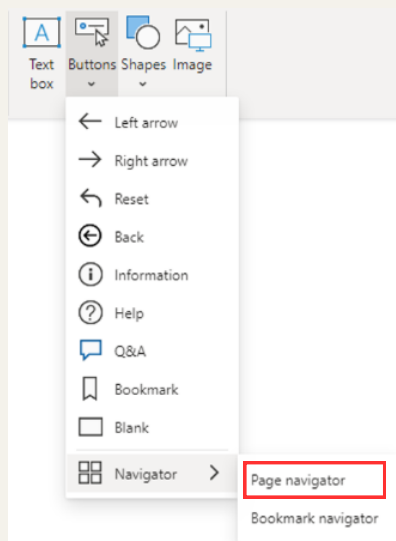 A
Text
box
Buttons
Shapes
Image
Left arrow
Right arrow
Reset
Back
Information
Help
Q&A
Bookmark
Blank
Navigator
Page navigator
Bookmark navigator